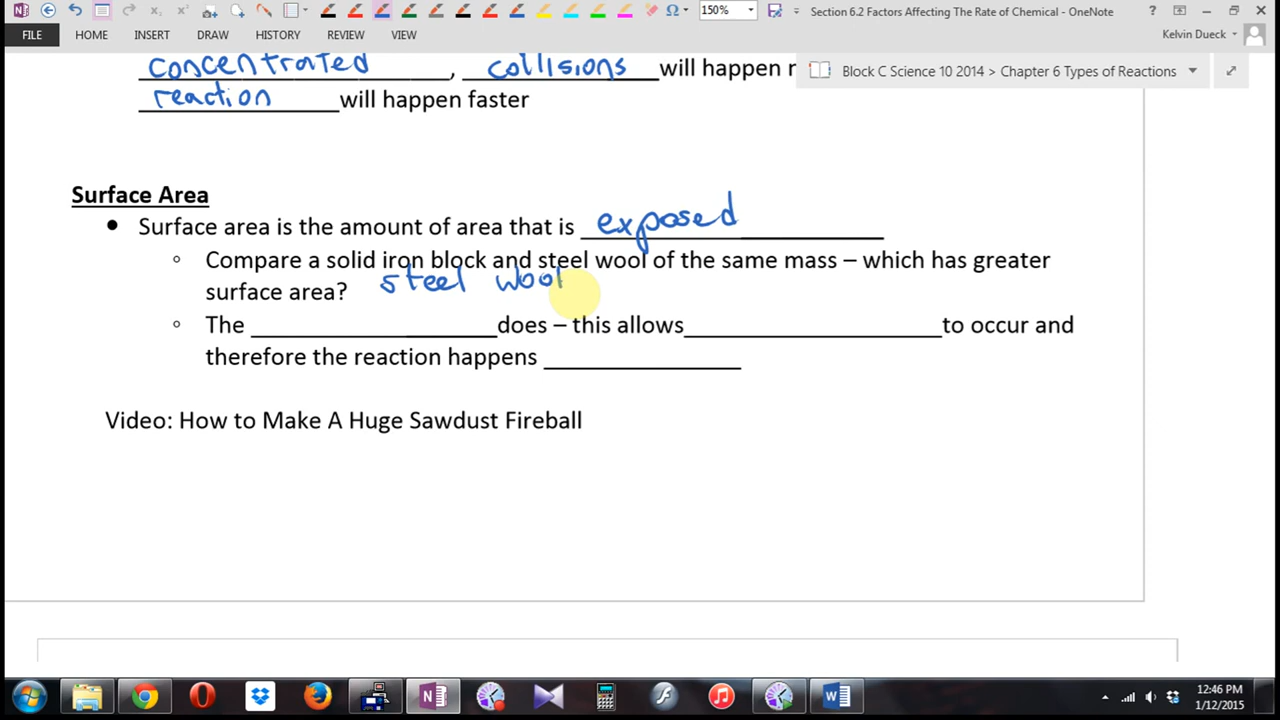 150%
Section 6.2 Factors Affecting The Rate of Chemical - OneNote
FILE HOME INSERT DRAW HISTORY REVIEW VIEW
Kelvin Dueck
Block C Science 10 2014 > Chapter 6 Types of Reactions
concentrated, collisions will happen r
reaction will happen faster
Surface Area
• Surface area is the amount of area that is exposed
◦ Compare a solid iron block and steel wool of the same mass – which has greater
surface area? steel wool
◦ The ____________ does – this allows ____________ to occur and
therefore the reaction happens ____________
Video: How to Make A Huge Sawdust Fireball
12:46 PM
1/12/2015